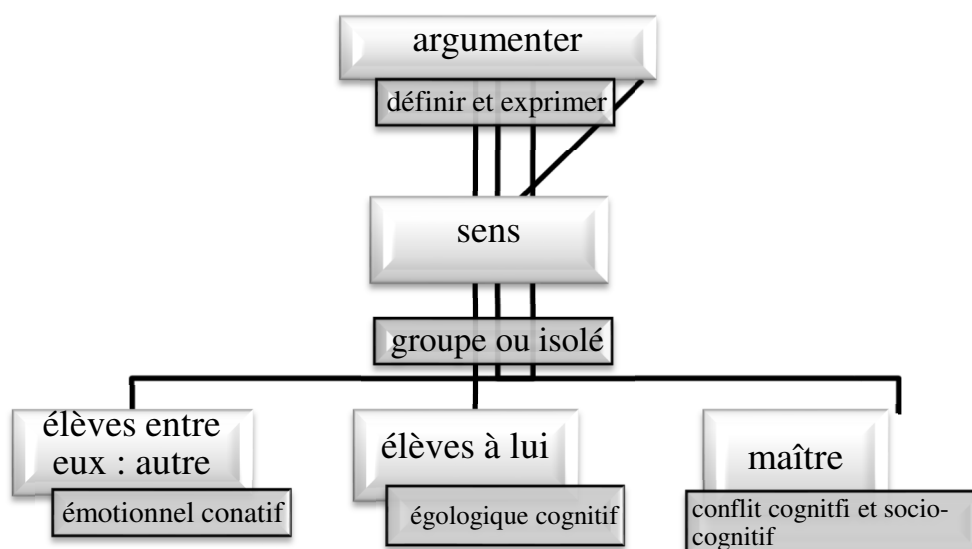 argumenter
définir et exprimer
sens
groupe ou isolé
élèves entre
eux : autre
émotionnel conatif
élèves à lui
égologique cognitif
maître
conflit cognitfi et socio-
cognitif